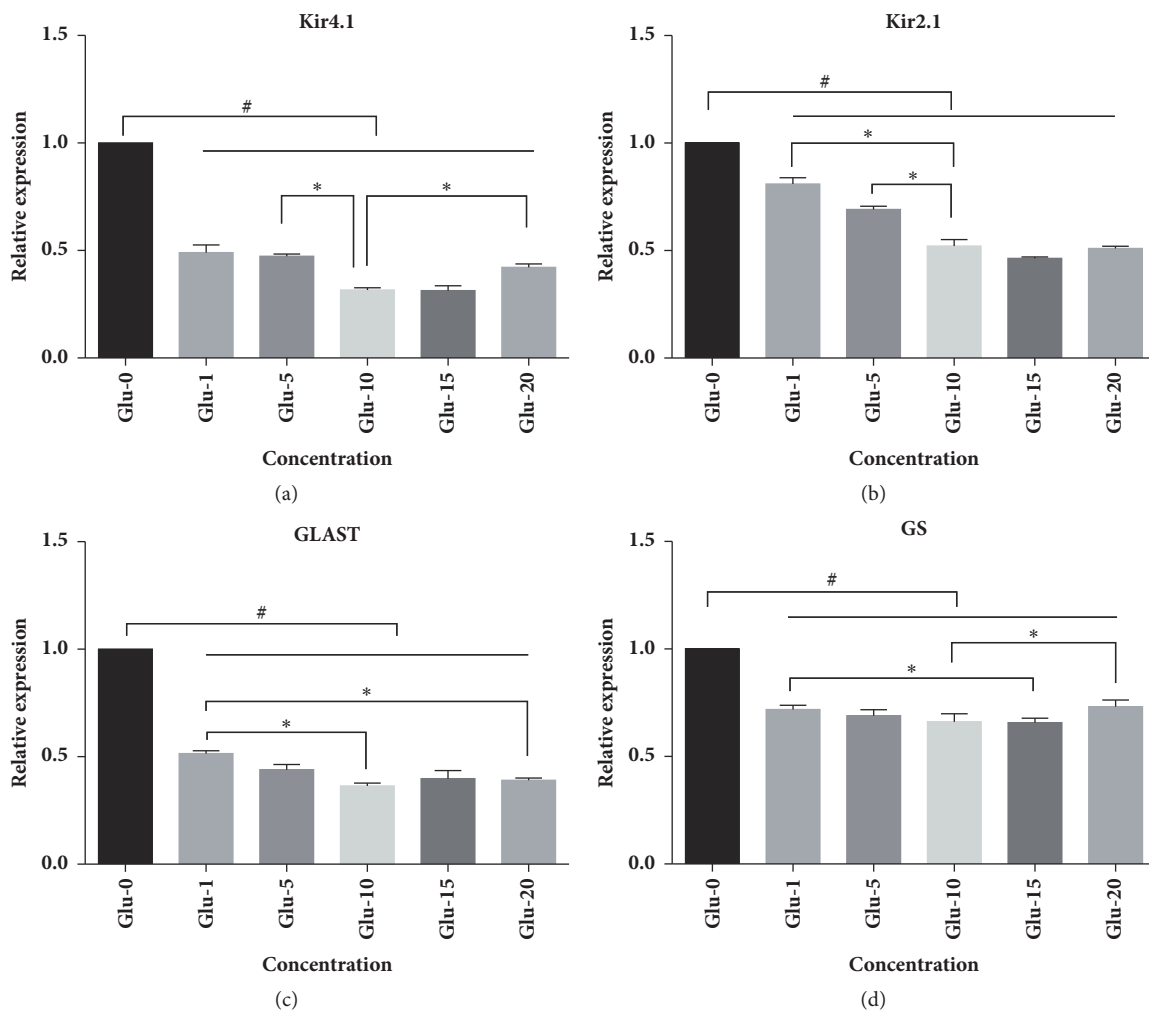 Kir4.1
1.5
1.0
0.5
0.0
Relative expression
#
*
*
Glu-0
Glu-1
Glu-5
Glu-10
Glu-15
Glu-20
Concentration
(a)
Kir2.1
1.5
1.0
0.5
0.0
Relative expression
#
*
*
Glu-0
Glu-1
Glu-5
Glu-10
Glu-15
Glu-20
Concentration
(b)
GLAST
1.5
1.0
0.5
0.0
Relative expression
#
*
*
Glu-0
Glu-1
Glu-5
Glu-10
Glu-15
Glu-20
Concentration
(c)
GS
1.5
1.0
0.5
0.0
Relative expression
#
*
*
Glu-0
Glu-1
Glu-5
Glu-10
Glu-15
Glu-20
Concentration
(d)